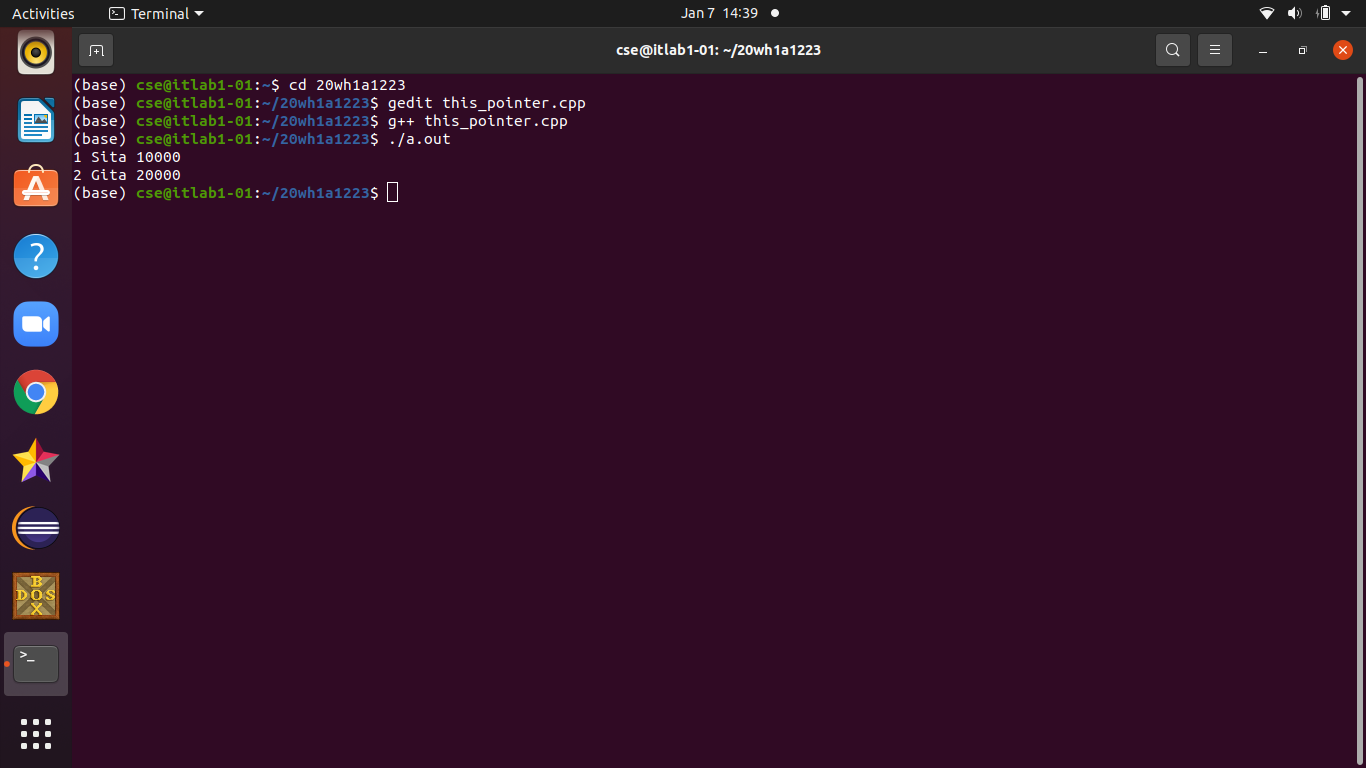 Activities Terminal Jan 7 14:39
cse@itlab1-01: ~/20wh1a1223
(base) cse@itlab1-01:~$ cd 20wh1a1223
(base) cse@itlab1-01:~/20wh1a1223$ gedit this_pointer.cpp
(base) cse@itlab1-01:~/20wh1a1223$ g++ this_pointer.cpp
(base) cse@itlab1-01:~/20wh1a1223$ ./a.out
1 Sita 10000
2 Gita 20000
(base) cse@itlab1-01:~/20wh1a1223$
DOS
BOX
>_